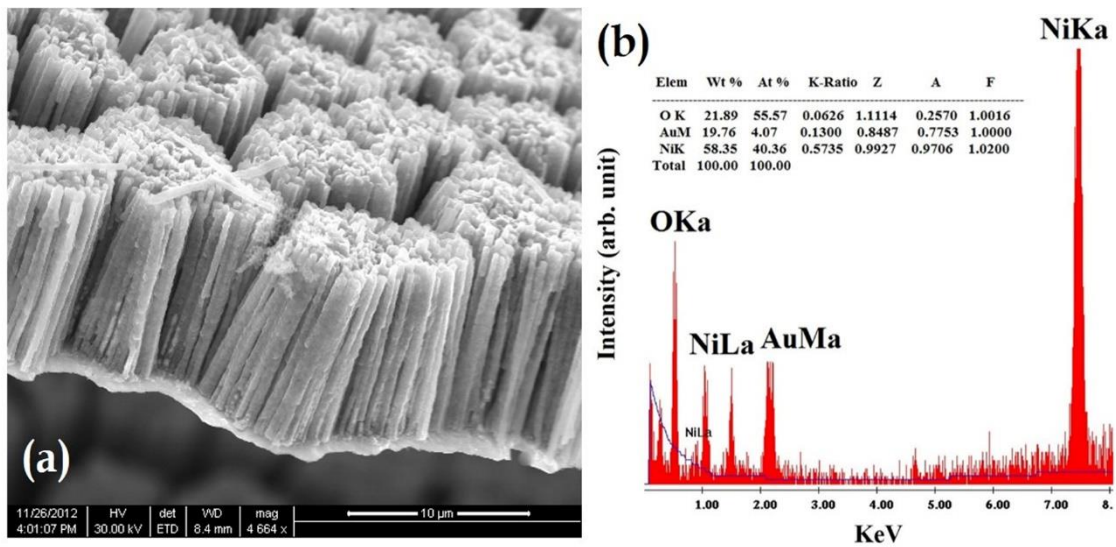 (a)
11/26/2012 HV det WD mag
4:01:07 PM 30.00 kV ETD 8.4 mm 4 664 x
10 µm
(b)
NiKa
Elem Wt % At % K-Ratio Z A F
O K 21.89 55.57 0.0626 1.1114 0.2570 1.0016
AuM 19.76 4.07 0.1300 0.8487 0.7753 1.0000
NiK 58.35 40.36 0.5735 0.9927 0.9706 1.0200
Total 100.00 100.00
OKa
NiLa
AuMa
NiLa
Intensity (arb. unit)
1.00 2.00 3.00 4.00 5.00 6.00 7.00 8.
KeV